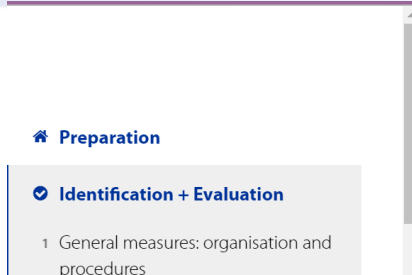 Preparation
Identification + Evaluation
1 General measures: organisation and
procedures